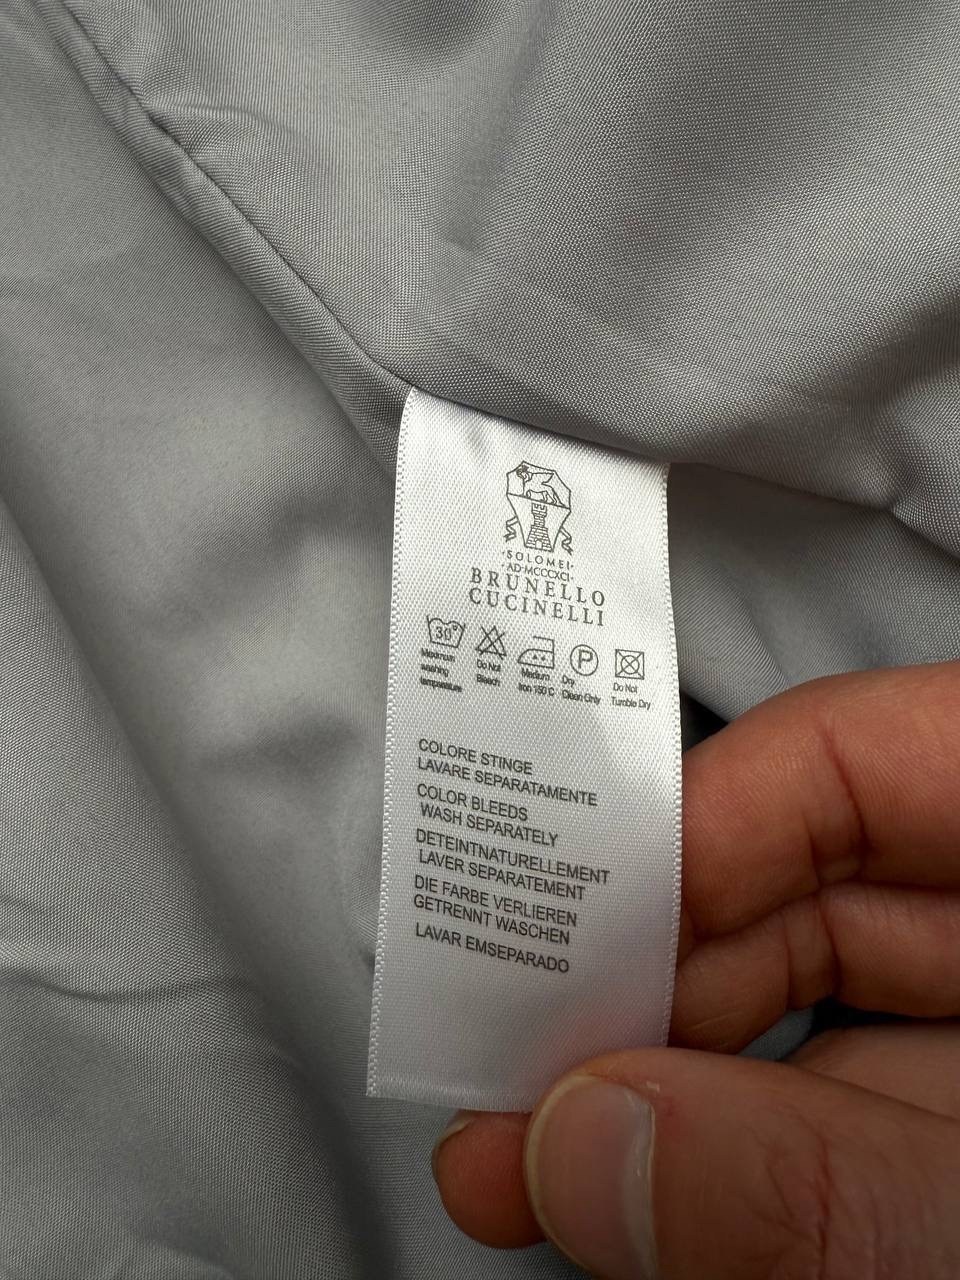 ·SOLOMEI·
·AD·MCCCXCI·
BRUNELLO
CUCINELLI
30°
P
Maximum
washing
temperature
Do Not
Bleach
Medium
Iron 150°C
Dry
Clean Only
Do Not
Tumble Dry
COLORE STINGE
LAVARE SEPARATAMENTE
COLOR BLEEDS
WASH SEPARATELY
DETEINTNATURELLEMENT
LAVER SEPARATEMENT
DIE FARBE VERLIEREN
GETRENNT WASCHEN
LAVAR EMSEPARADO